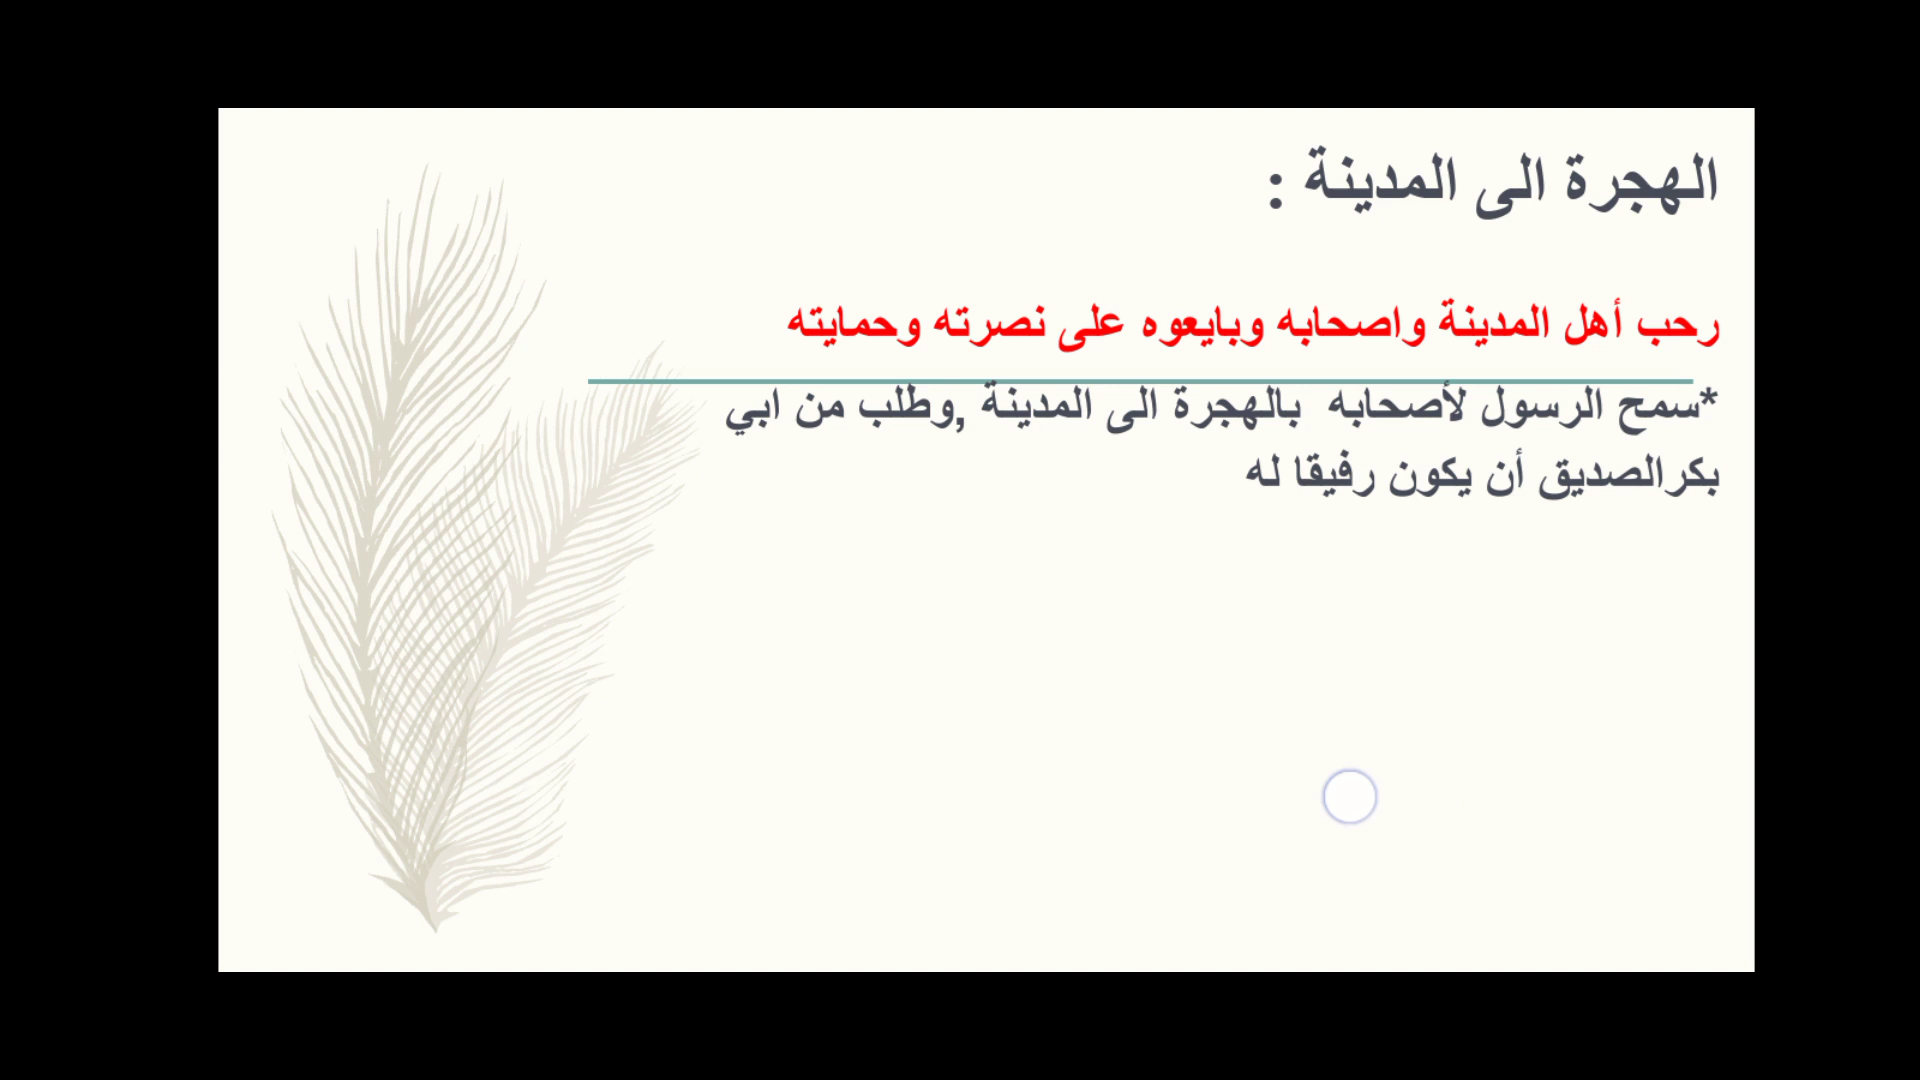 الهجرة الى المدينة :
رحب أهل المدينة واصحابه وبايعوه على نصرته وحمايته
*سمح الرسول لأصحابه بالهجرة الى المدينة ,وطلب من ابي
بكرالصديق أن يكون رفيقا له